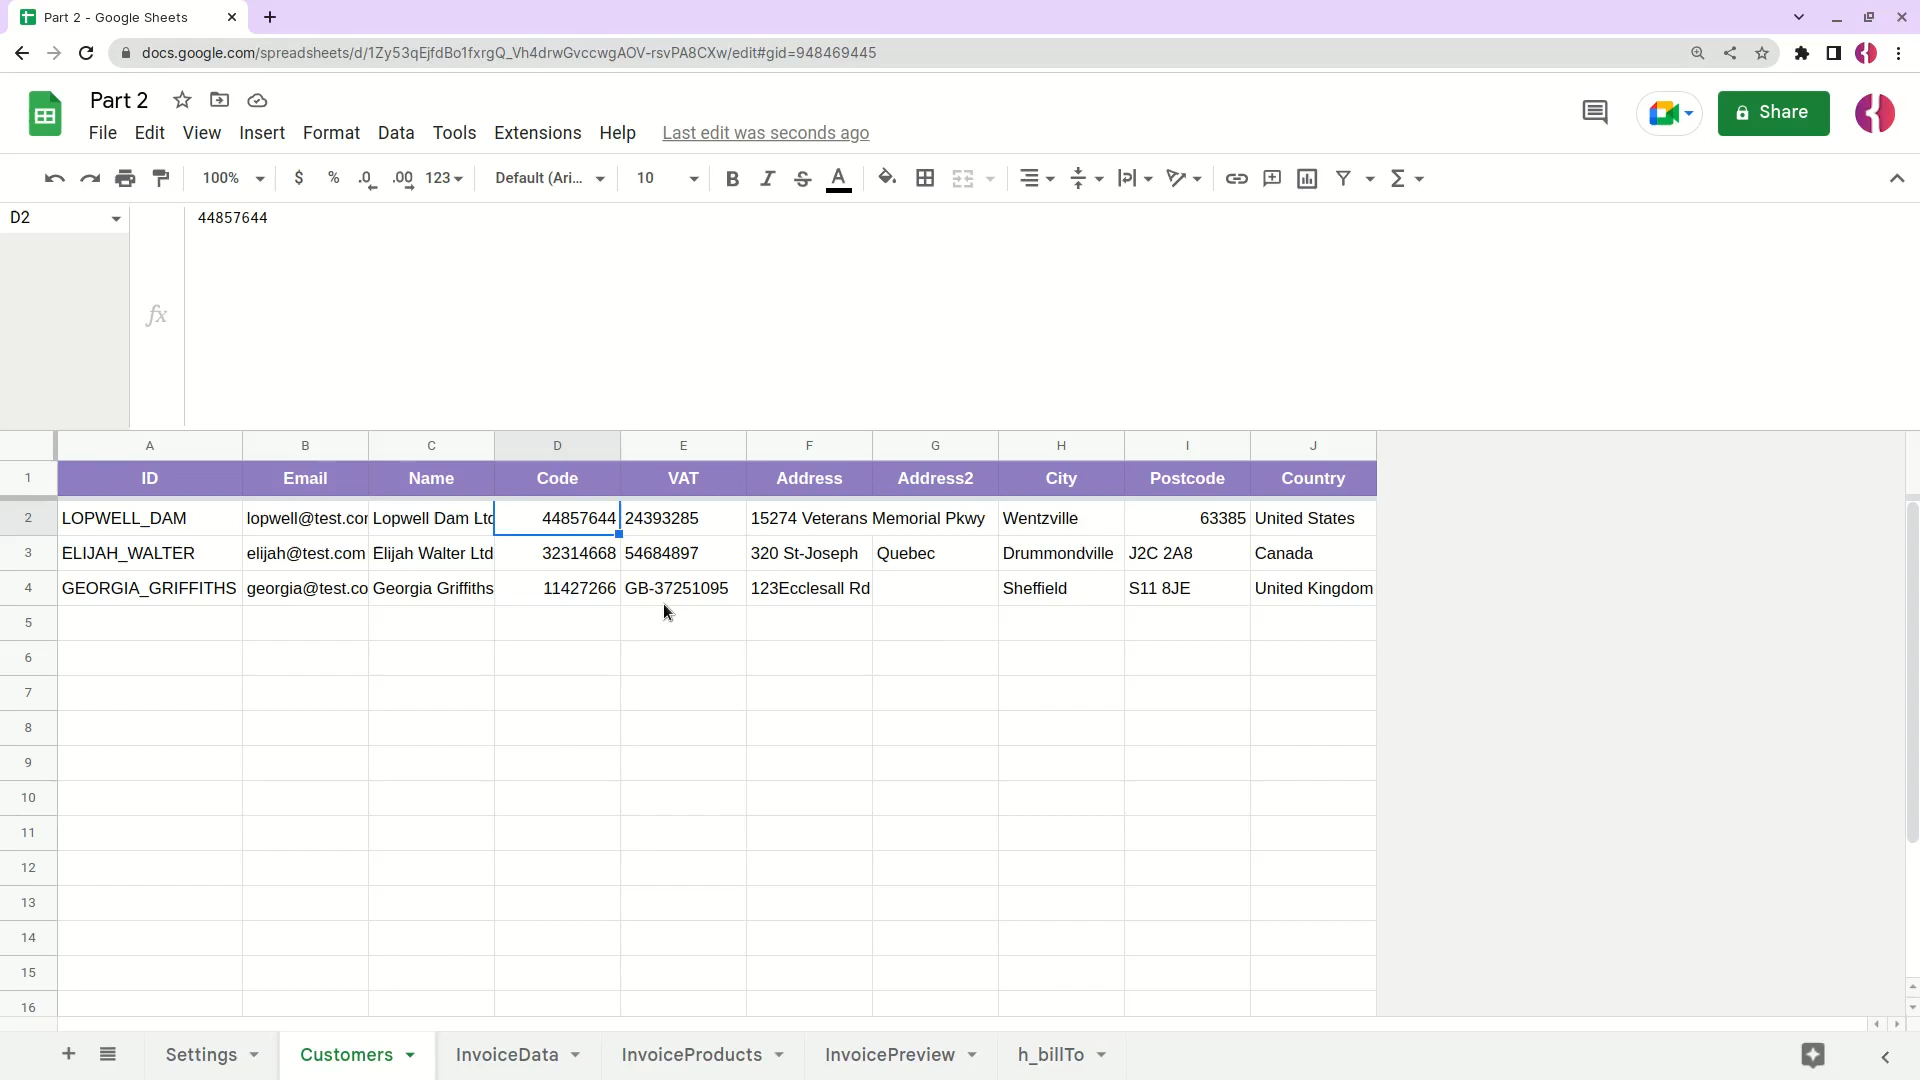 Part 2 - Google Sheets
docs.google.com/spreadsheets/d/1Zy53qEjfdBo1fxrgQ_Vh4drwGvccwgAOV-rsvPA8CXw/edit#gid=948469445
Part 2
Share
File Edit View Insert Format Data Tools Extensions Help Last edit was seconds ago
100% $ % .0 .00 123 Default (Ari... 10 B I S A Σ
D2 44857644
fx
A B C D E F G H I J
1 ID Email Name Code VAT Address Address2 City Postcode Country
2 LOPWELL_DAM lopwell@test.cor Lopwell Dam Ltd 44857644 24393285 15274 Veterans Memorial Pkwy Wentzville 63385 United States
3 ELIJAH_WALTER elijah@test.com Elijah Walter Ltd 32314668 54684897 320 St-Joseph Quebec Drummondville J2C 2A8 Canada
4 GEORGIA_GRIFFITHS georgia@test.co Georgia Griffiths 11427266 GB-37251095 123Ecclesall Rd Sheffield S11 8JE United Kingdom
5
6
7
8
9
10
11
12
13
14
15
16
Settings Customers InvoiceData InvoiceProducts InvoicePreview h_billTo